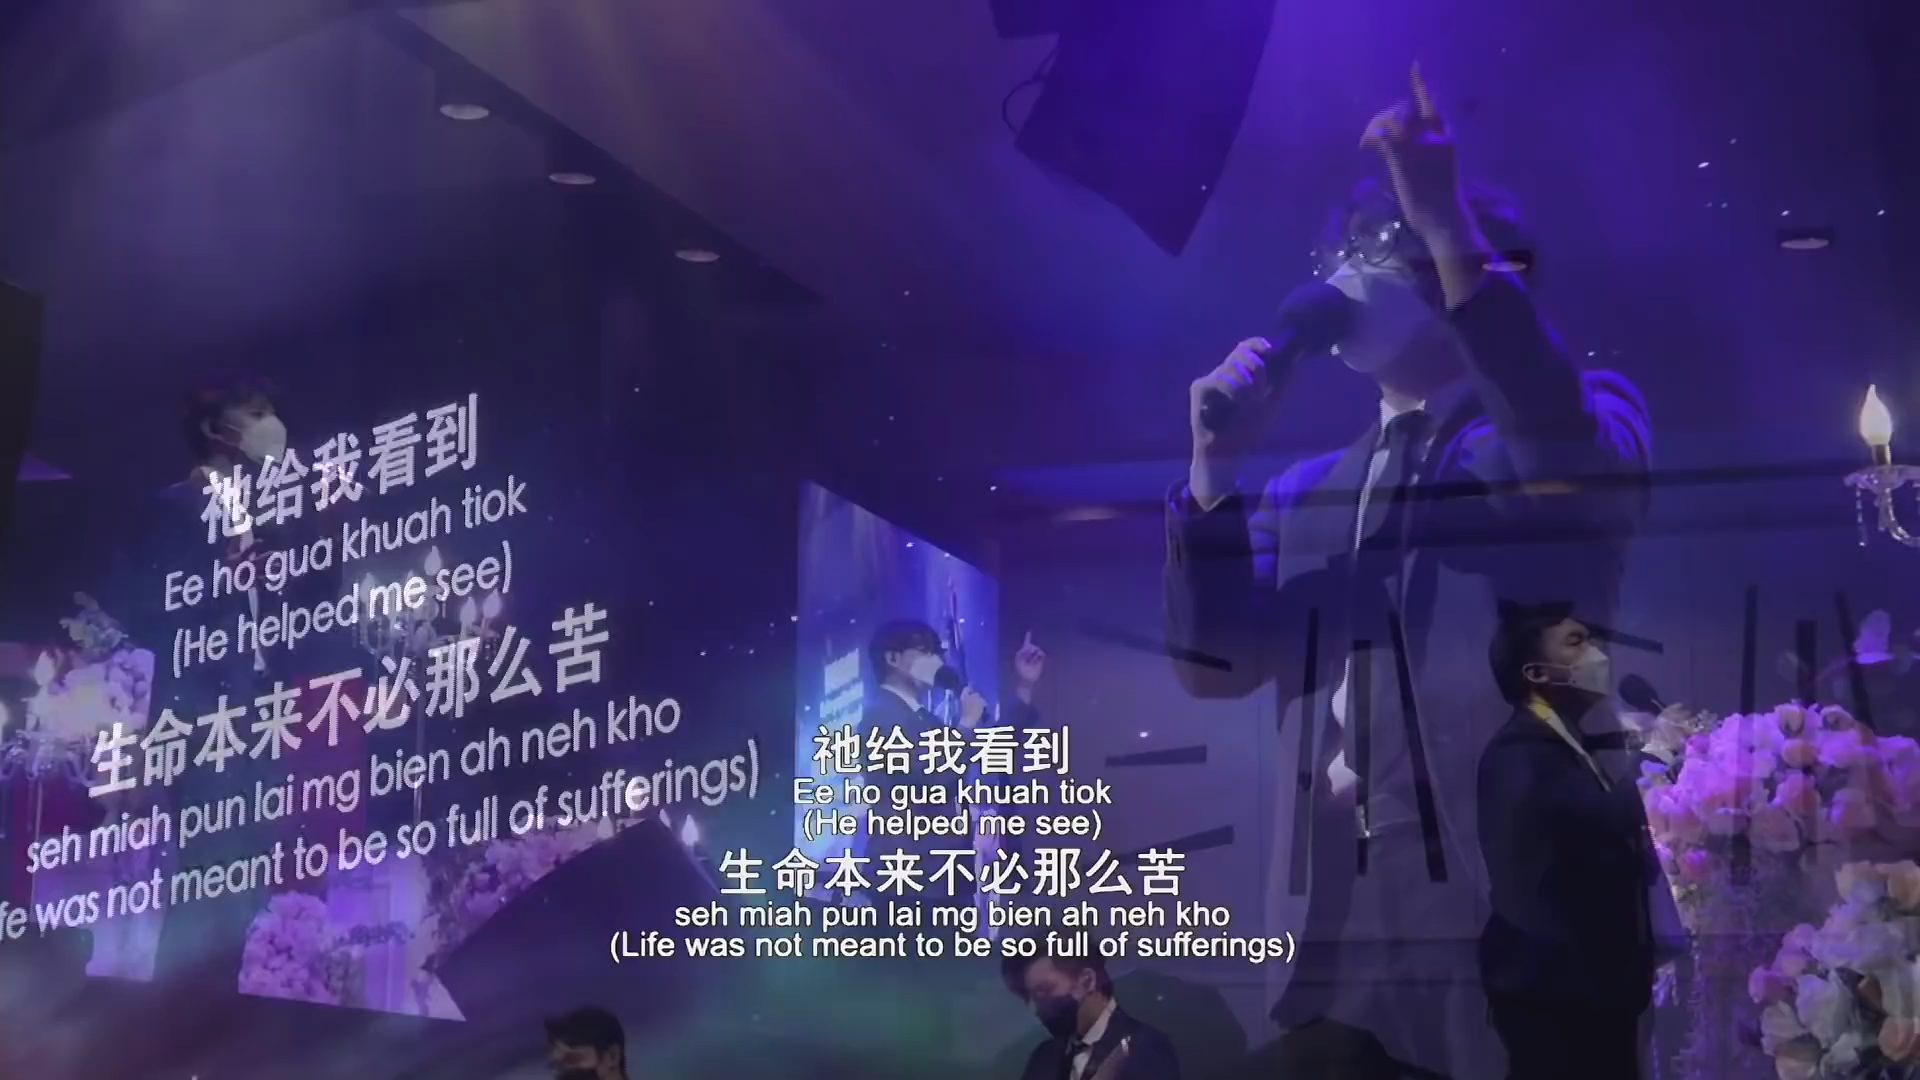 祂给我看到
Ee ho gua khuah tiok
(He helped me see)
生命本来不必那么苦
seh miah pun lai mg bien ah neh kho
fe was not meant to be so full of sufferings)
祂给我看到
Ee ho gua khuah tiok
(He helped me see)
生命本来不必那么苦
seh miah pun lai mg bien ah neh kho
(Life was not meant to be so full of sufferings)